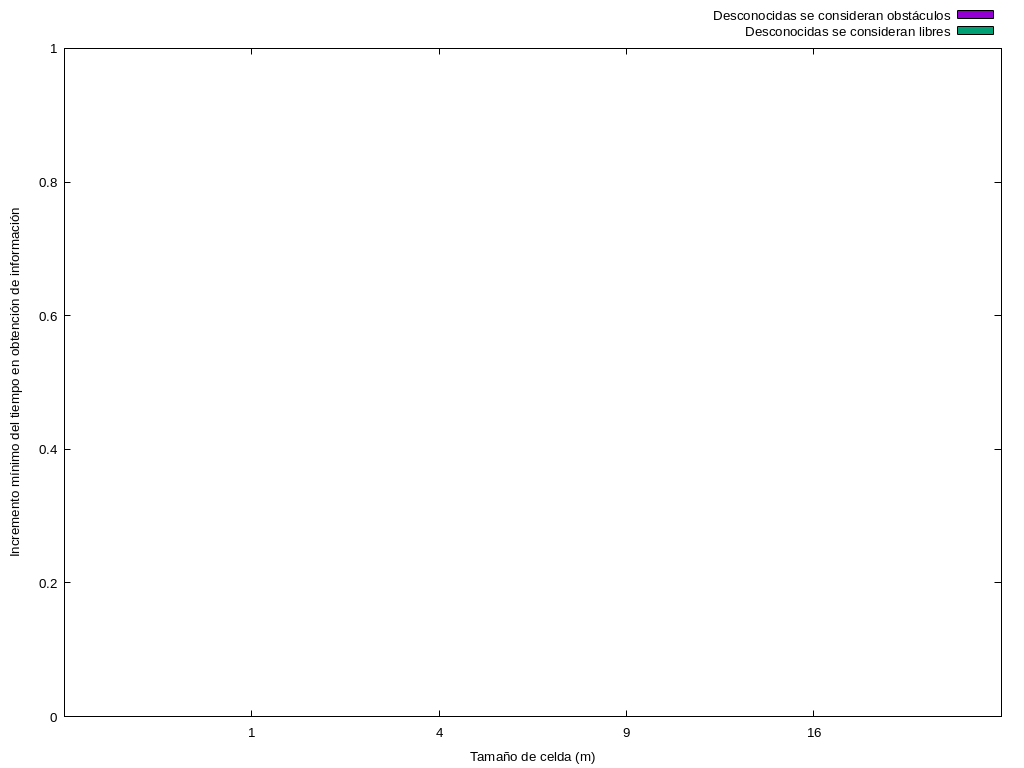 Desconocidas se consideran obstáculos
Desconocidas se consideran libres
1
0.8
0.6
0.4
0.2
0
Incremento mínimo del tiempo en obtención de información
1 4 9 16
Tamaño de celda (m)